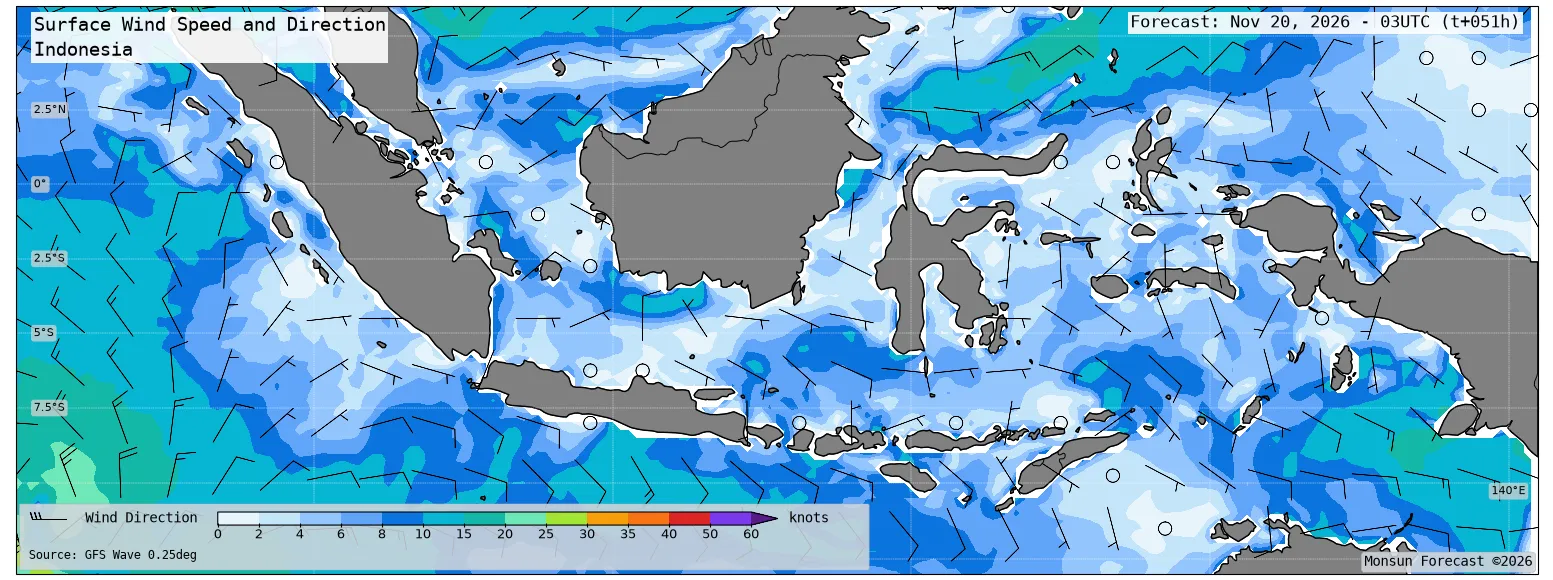 Surface Wind Speed and Direction
Indonesia
Forecast: Nov 20, 2026 - 03UTC (t+051h)
2.5°N
0°
2.5°S
5°S
7.5°S
140°E
Wind Direction
0 2 4 6 8 10 15 20 25 30 35 40 50 60
knots
Source: GFS Wave 0.25deg
Monsun Forecast ©2026